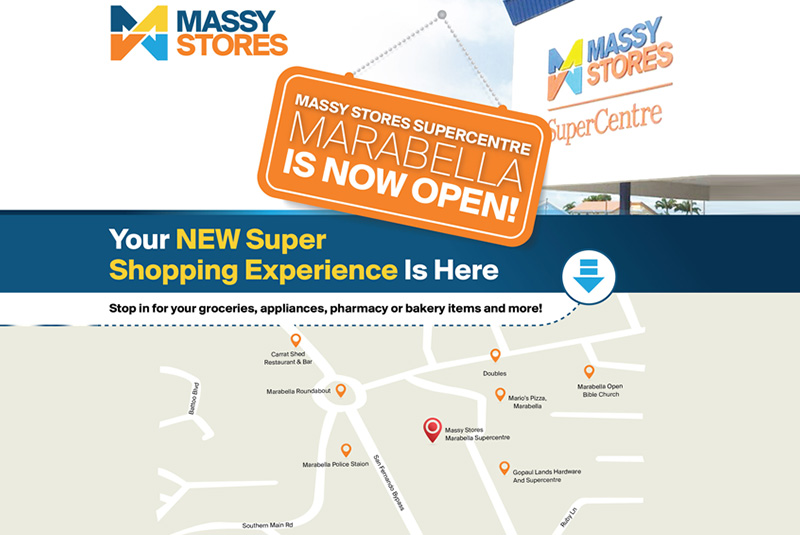 MASSY
STORES
MASSY
STORES
SuperCentre
MASSY STORES SUPERCENTRE
MARABELLA
IS NOW OPEN!
Your NEW Super
Shopping Experience Is Here
Stop in for your groceries, appliances, pharmacy or bakery items and more!
Carrat Shed
Restaurant & Bar
Doubles
Marabella Open
Bible Church
Battoo Blvd
Marabella Roundabout
Mario's Pizza,
Marabella
Massy Stores
Marabella Supercentre
Marabella Police Staion
San Fernando Bypass
Gopaul Lands Hardware
And Supercentre
Southern Main Rd
Ruby Ln